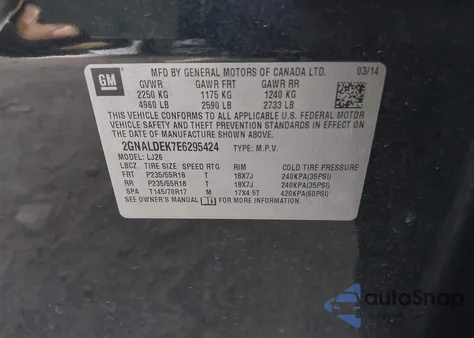 GM
MFD BY GENERAL MOTORS OF CANADA LTD. 03/14
GVWR GAWR FRT GAWR RR
2250 KG 1175 KG 1240 KG
4960 LB 2590 LB 2733 LB
THIS VEHICLE CONFORMS TO ALL APPLICABLE U.S. FEDERAL MOTOR
VEHICLE SAFETY, BUMPER, AND THEFT PREVENTION
STANDARDS IN EFFECT ON THE
DATE OF MANUFACTURE SHOWN ABOVE.
2GNALDEK7E6295424 TYPE: M.P.V.
MODEL: LJ26
LBCZ TIRE SIZE SPEED RTG RIM COLD TIRE PRESSURE
FRT P235/55R18 T 18X7J 240KPA(35PSI)
RR P235/55R18 T 18X7J 240KPA(35PSI)
SPA T145/70R17 M 17X4.5T 420KPA(60PSI)
SEE OWNER'S MANUAL FOR MORE INFORMATION.
autoSnap